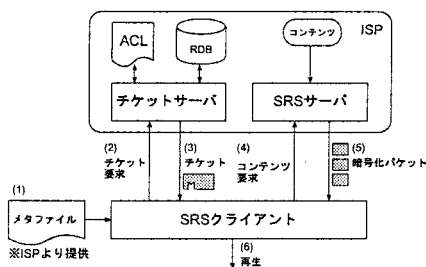 ACL
RDB
コンテンツ
ISP
チケットサーバ
SRSサーバ
(2)
チケット
要求
(3)
チケット
(4)
コンテンツ
要求
(5)
暗号化パケット
(1)
メタファイル
※ISPより提供
SRSクライアント
(6)
再生